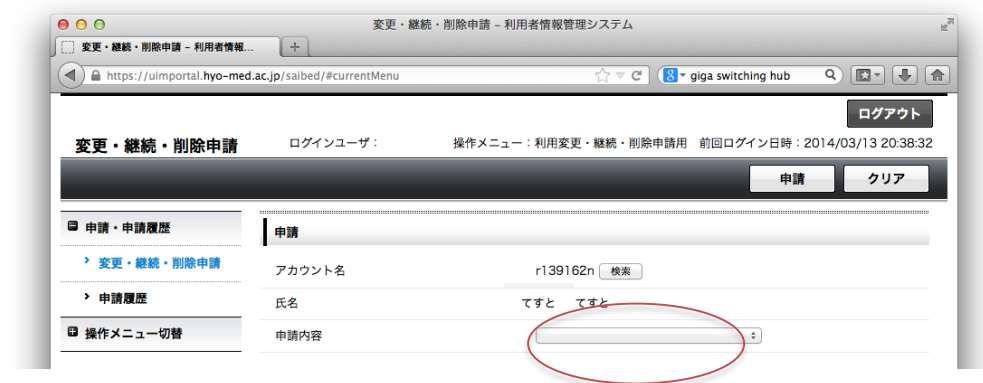 変更・継続・削除申請 – 利用者情報管理システム
変更・継続・削除申請 – 利用者情報...
https://uimportal.hyo-med.ac.jp/saibed/#currentMenu
giga switching hub
ログアウト
変更・継続・削除申請
ログインユーザ：
操作メニュー：利用変更・継続・削除申請用 前回ログイン日時：2014/03/13 20:38:32
申請 クリア
申請・申請履歴
変更・継続・削除申請
申請履歴
操作メニュー切替
申請
アカウント名 r139162n 検索
氏名 てすと てすと
申請内容